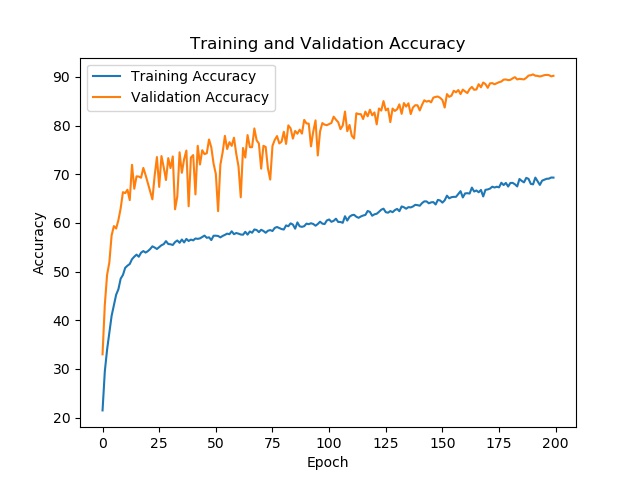 Training and Validation Accuracy
Training Accuracy
Validation Accuracy
90
80
70
60
50
40
30
20
Accuracy
0 25 50 75 100 125 150 175 200
Epoch